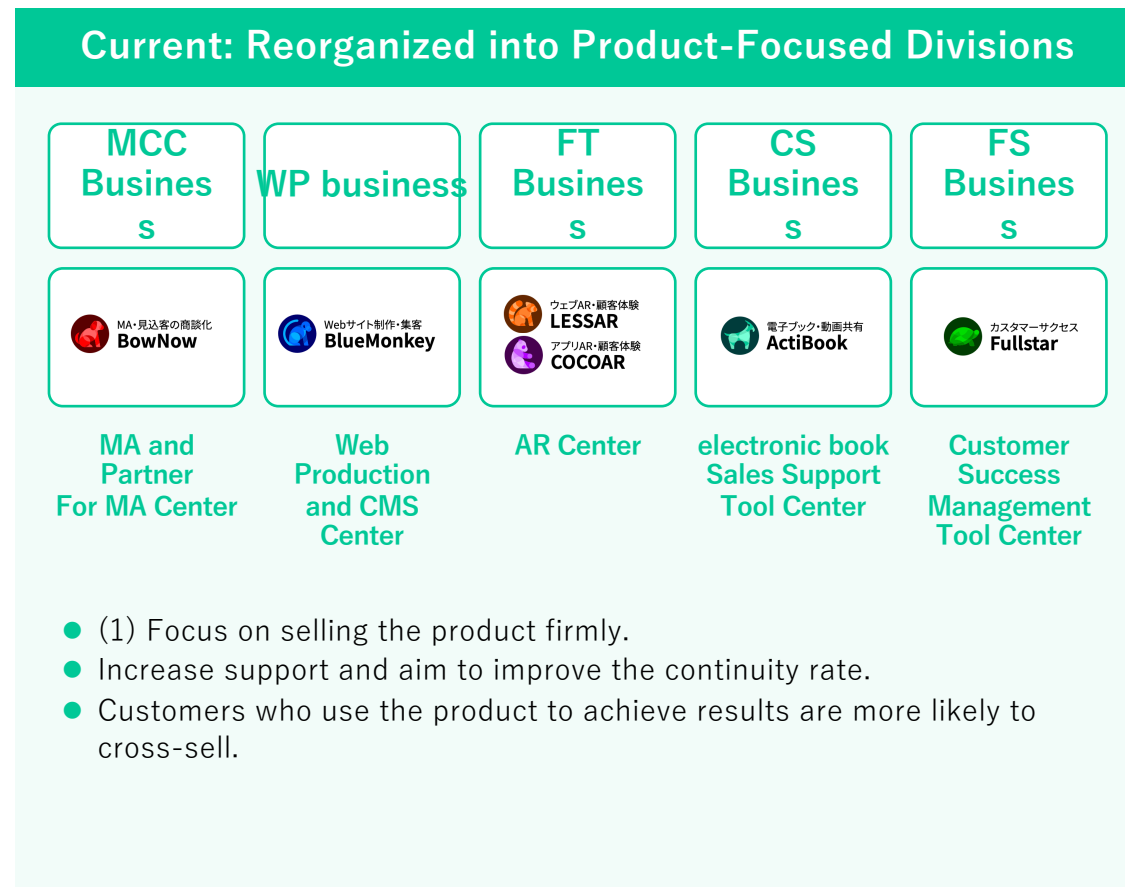 Current: Reorganized into Product-Focused Divisions
MCC
Busines
s
WP business
FT
Busines
s
CS
Busines
s
FS
Busines
s
MA・見込客の商談化
BowNow
Webサイト制作・集客
BlueMonkey
ウェブAR・顧客体験
LESSAR
アプリAR・顧客体験
COCOAR
電子ブック・動画共有
ActiBook
カスタマーサクセス
Fullstar
MA and
Partner
For MA Center
Web
Production
and CMS
Center
AR Center
electronic book
Sales Support
Tool Center
Customer
Success
Management
Tool Center
(1) Focus on selling the product firmly.
Increase support and aim to improve the continuity rate.
Customers who use the product to achieve results are more likely to
cross-sell.